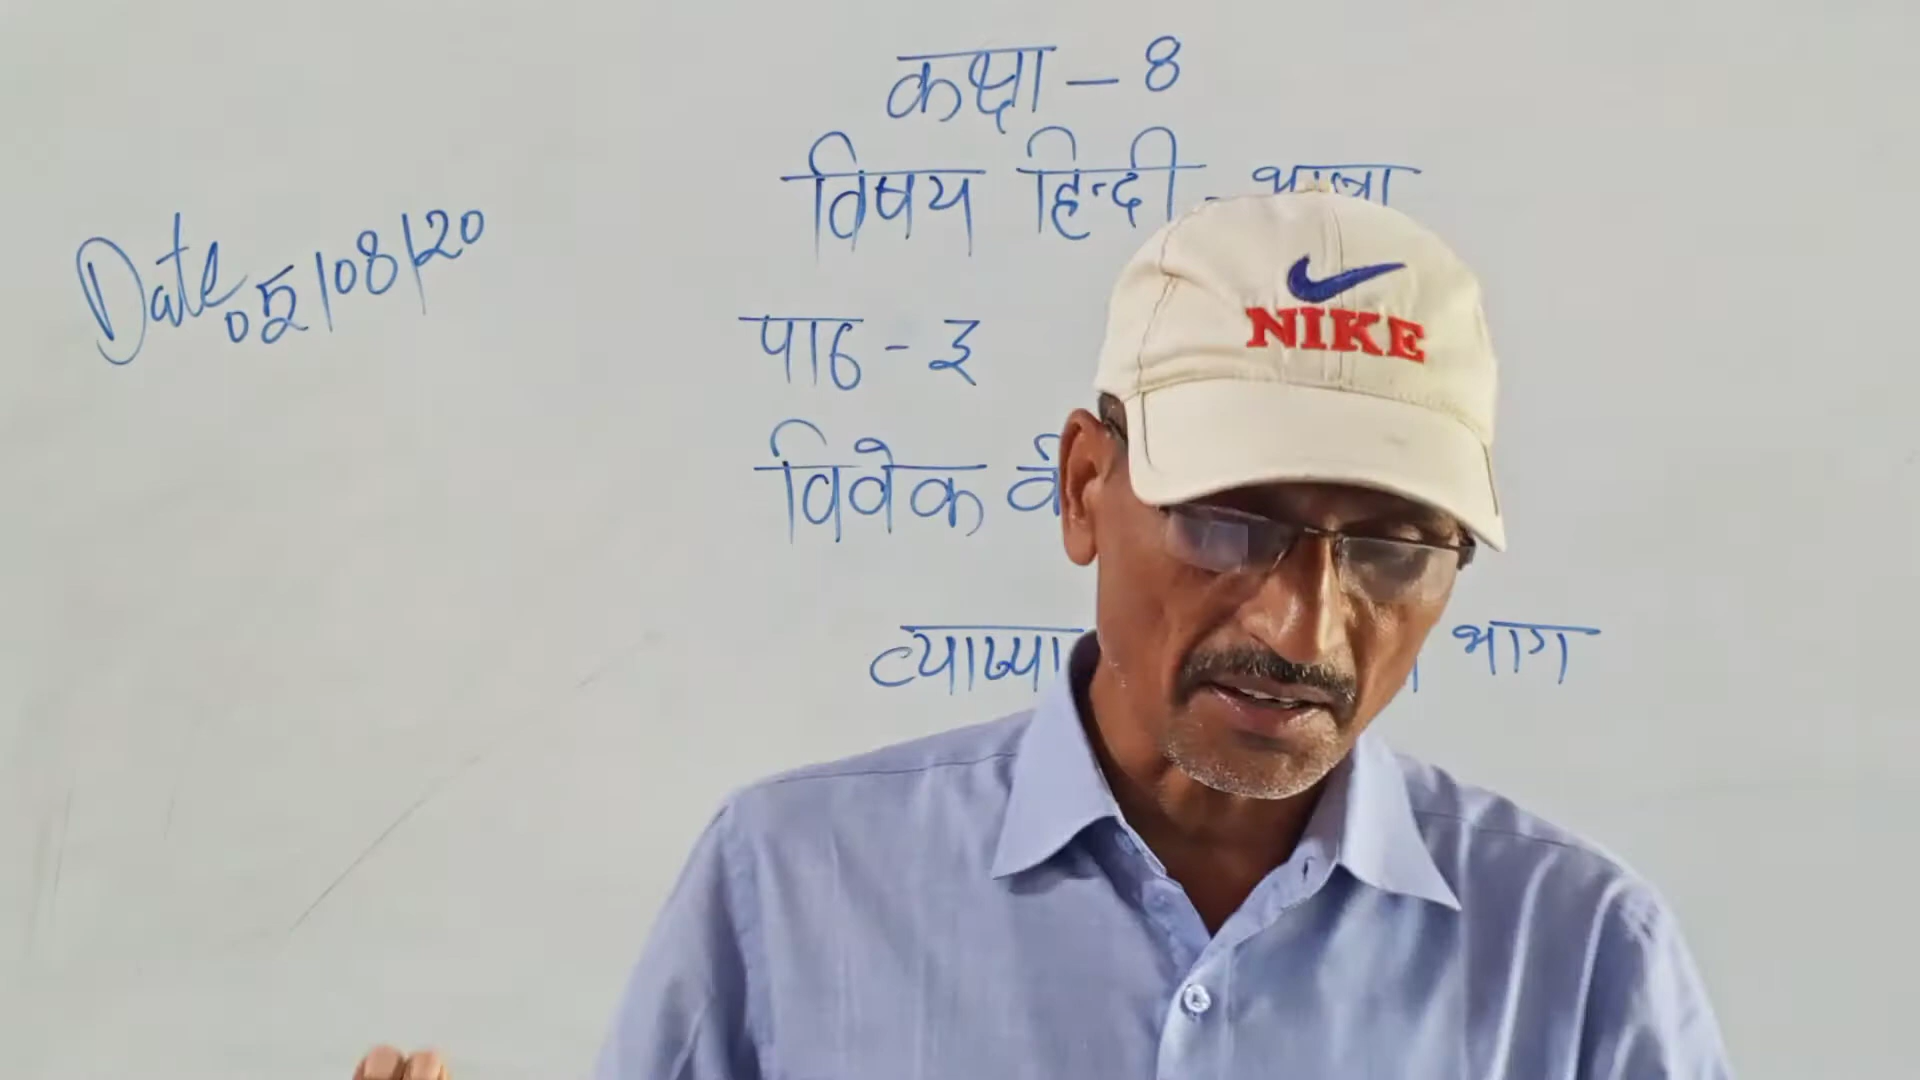 कक्षा - 8
विषय हिन्दी -
Date 05/08/20
पाठ - ३
विवेक
व्याख्या भाग
NIKE